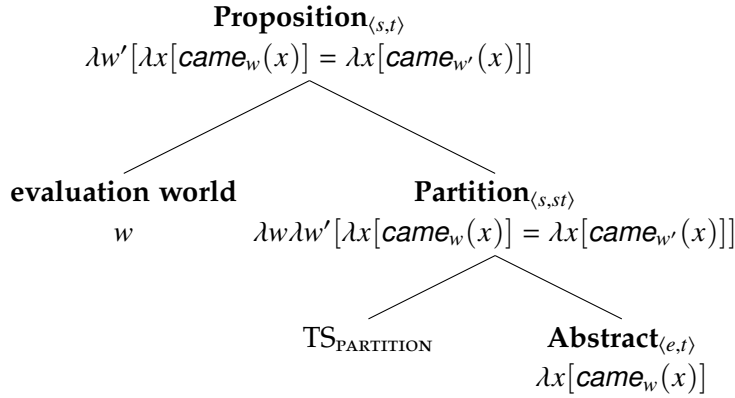 Proposition⟨s,t⟩
λw′[λx[came_w(x)] = λx[came_w′(x)]]
evaluation world
w
Partition⟨s,st⟩
λwλw′[λx[came_w(x)] = λx[came_w′(x)]]
TS_PARTITION
Abstract⟨e,t⟩
λx[came_w(x)]